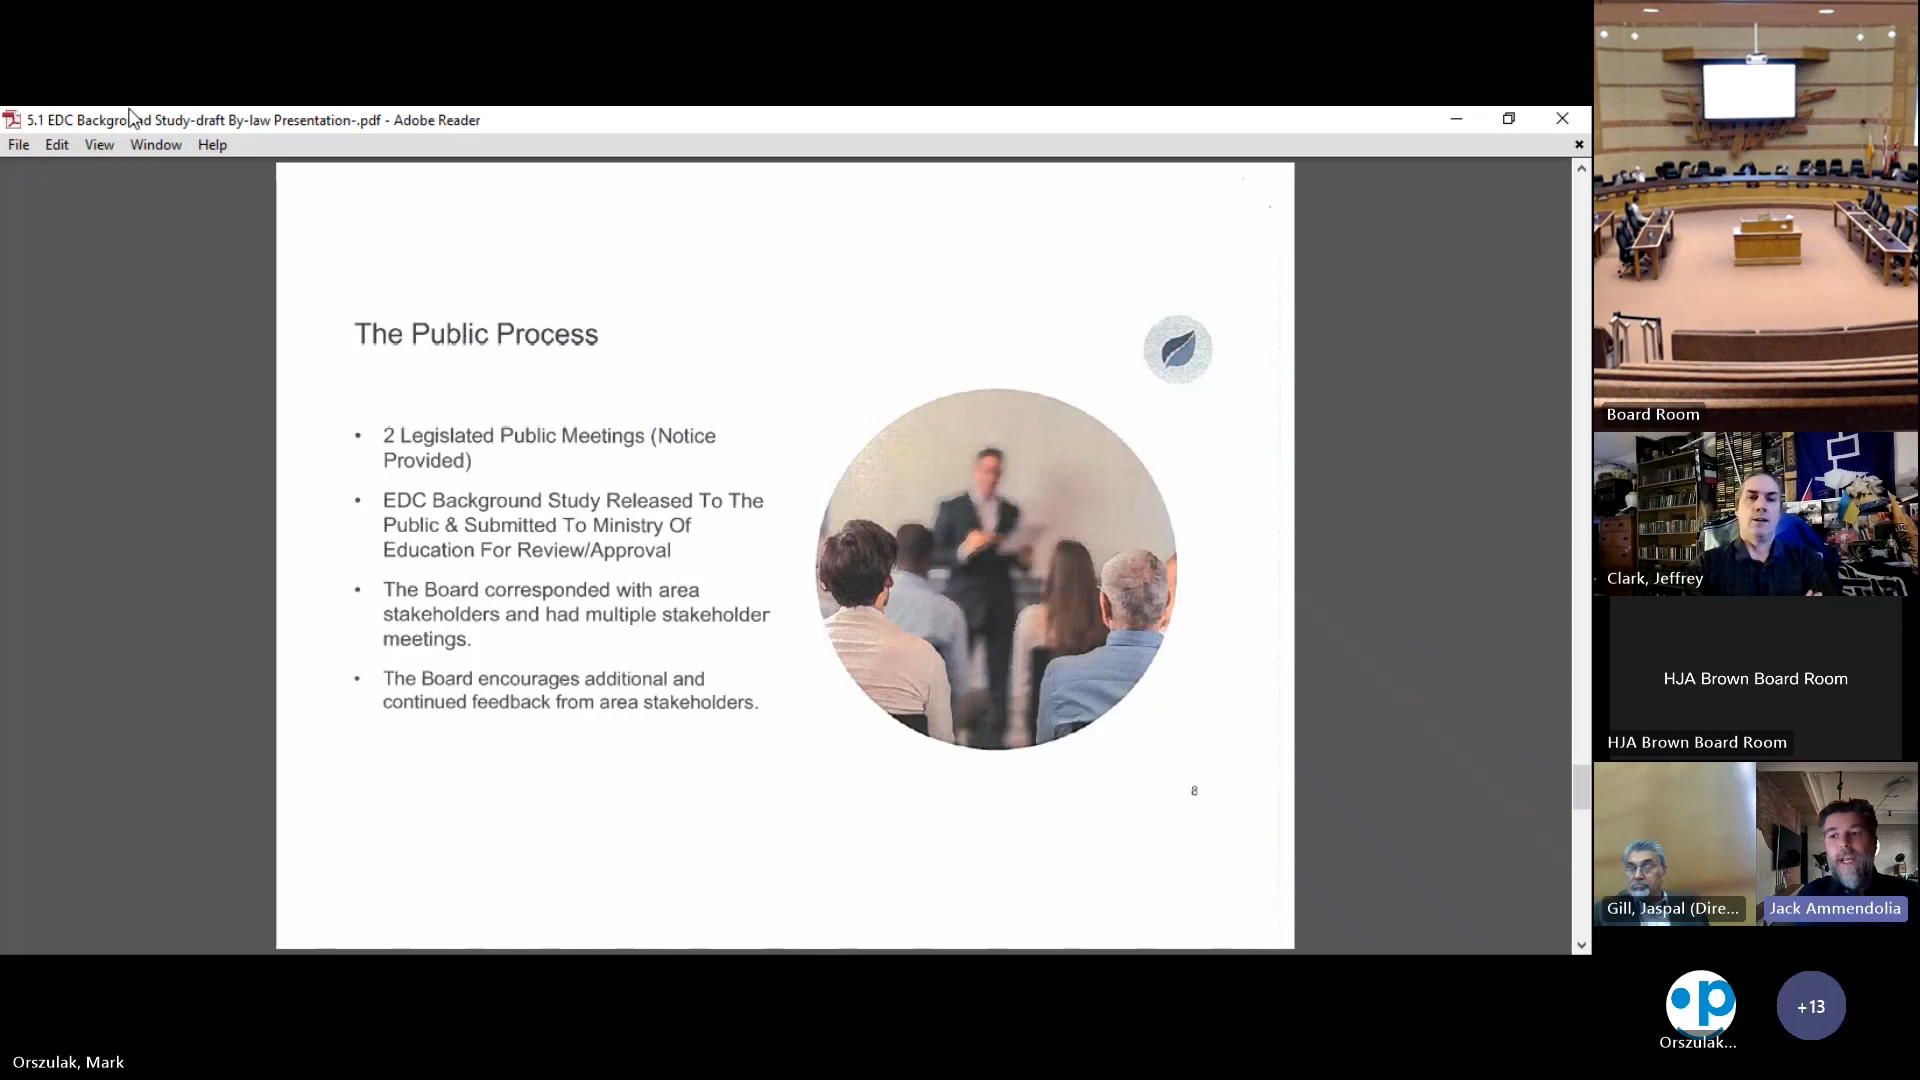 5.1 EDC Background Study-draft By-law Presentation-.pdf - Adobe Reader
File Edit View Window Help
The Public Process
• 2 Legislated Public Meetings (Notice
Provided)
• EDC Background Study Released To The
Public & Submitted To Ministry Of
Education For Review/Approval
• The Board corresponded with area
stakeholders and had multiple stakeholder
meetings.
• The Board encourages additional and
continued feedback from area stakeholders.
8
Board Room
Clark, Jeffrey
HJA Brown Board Room
HJA Brown Board Room
Gill, Jaspal (Dire...
Jack Ammendolia
p
Orszulak...
+13
Orszulak, Mark